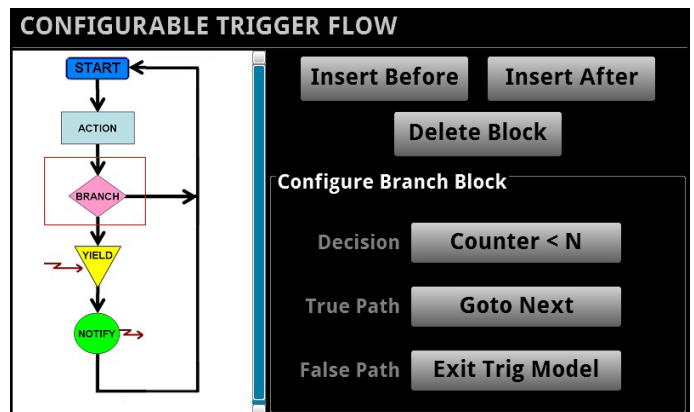 CONFIGURABLE TRIGGER FLOW
START
ACTION
BRANCH
YIELD
NOTIFY
Insert Before
Insert After
Delete Block
Configure Branch Block
Decision
Counter < N
True Path
Goto Next
False Path
Exit Trig Model